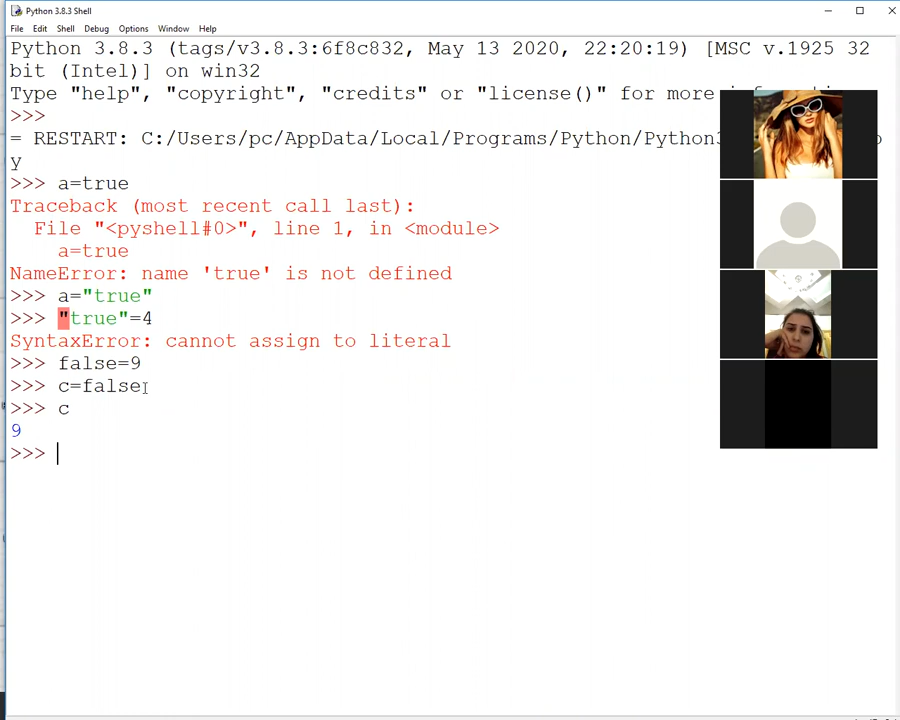 Python 3.8.3 Shell
File Edit Shell Debug Options Window Help
Python 3.8.3 (tags/v3.8.3:6f8c832, May 13 2020, 22:20:19) [MSC v.1925 32
bit (Intel)] on win32
Type "help", "copyright", "credits" or "license()" for more
>>>
= RESTART: C:/Users/pc/AppData/Local/Programs/Python/
y
>>> a=true
Traceback (most recent call last):
File "<pyshell#0>", line 1, in <module>
a=true
NameError: name 'true' is not defined
>>> a="true"
>>> "true"=4
SyntaxError: cannot assign to literal
>>> false=9
>>> c=false
>>> c
9
>>>